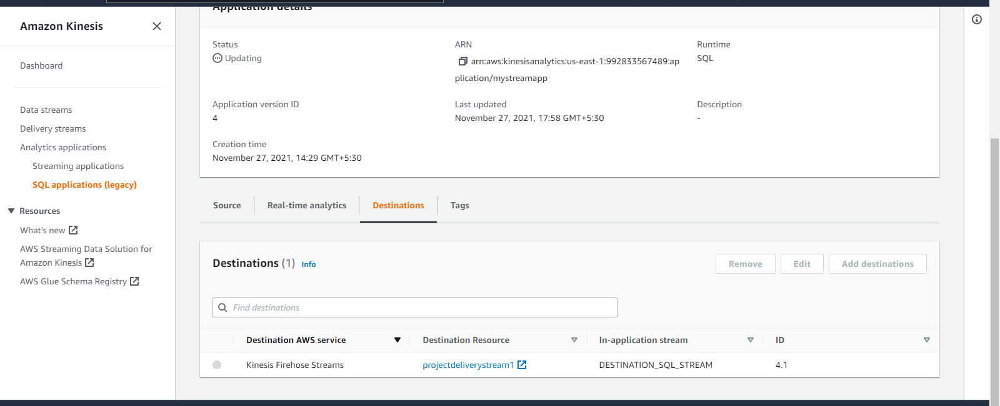 Application details
Amazon Kinesis
Dashboard
Data streams
Delivery streams
Analytics applications
Streaming applications
SQL applications (legacy)
Resources
What's new
AWS Streaming Data Solution for
Amazon Kinesis
AWS Glue Schema Registry
Status
Updating
ARN
arn:aws:kinesisanalytics:us-east-1:992833567489:ap
plication/mystreamapp
Runtime
SQL
Application version ID
4
Last updated
November 27, 2021, 17:58 GMT+5:30
Description
-
Creation time
November 27, 2021, 14:29 GMT+5:30
Source
Real-time analytics
Destinations
Tags
Destinations (1) Info
Remove
Edit
Add destinations
Find destinations
Destination AWS service
Destination Resource
In-application stream
ID
Kinesis Firehose Streams
projectdeliverystream1
DESTINATION_SQL_STREAM
4.1